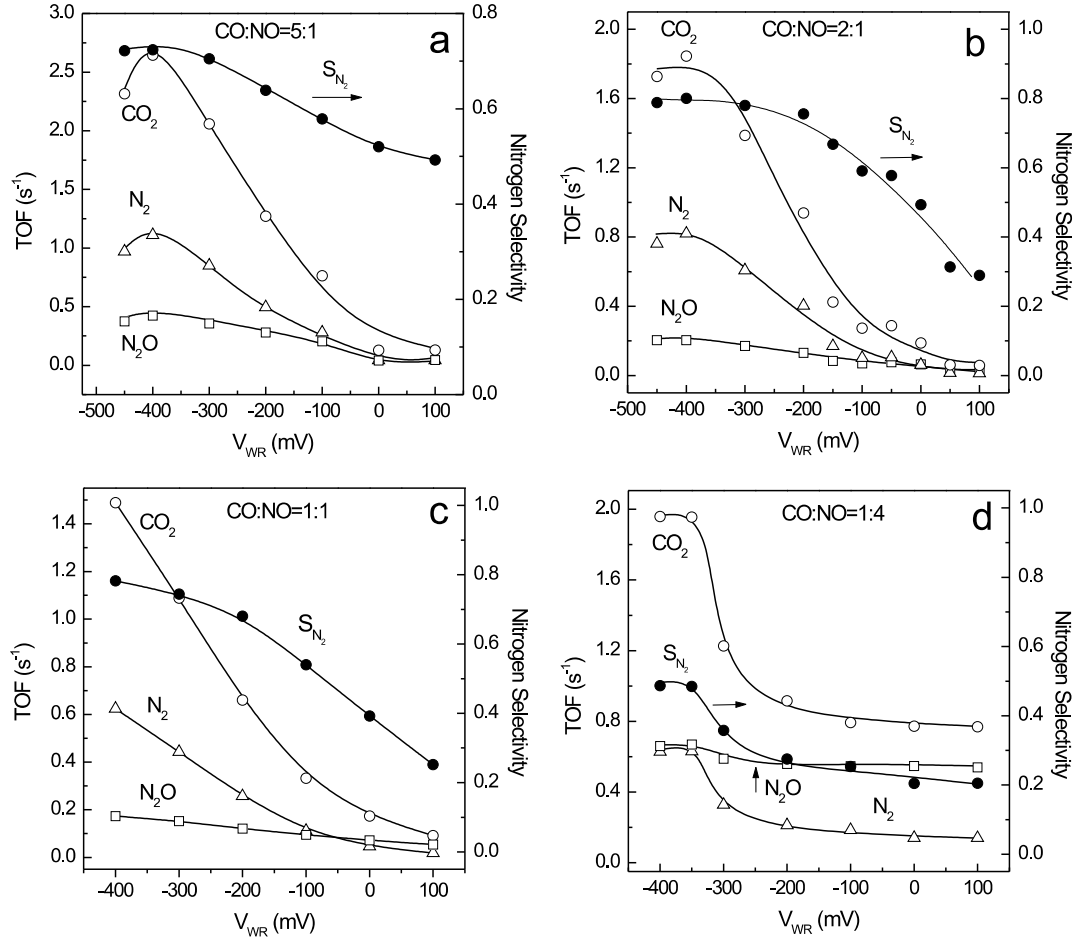 a
CO:NO=5:1
S_N2
CO2
N2
N2O
TOF (s⁻¹)
3.0
2.5
2.0
1.5
1.0
0.5
0.0
0.8
0.6
0.4
0.2
0.0
Nitrogen Selectivity
-500 -400 -300 -200 -100 0 100
V_WR (mV)
b
CO:NO=2:1
CO2
S_N2
N2
N2O
TOF (s⁻¹)
2.0
1.6
1.2
0.8
0.4
0.0
1.0
0.8
0.6
0.4
0.2
0.0
Nitrogen Selectivity
-500 -400 -300 -200 -100 0 100
V_WR (mV)
c
CO:NO=1:1
CO2
S_N2
N2
N2O
TOF (s⁻¹)
1.4
1.2
1.0
0.8
0.6
0.4
0.2
0.0
1.0
0.8
0.6
0.4
0.2
0.0
Nitrogen Selectivity
-400 -300 -200 -100 0 100
V_WR (mV)
d
CO:NO=1:4
CO2
S_N2
N2O
N2
TOF (s⁻¹)
2.0
1.6
1.2
0.8
0.4
0.0
1.0
0.8
0.6
0.4
0.2
0.0
Nitrogen Selectivity
-400 -300 -200 -100 0 100
V_WR (mV)